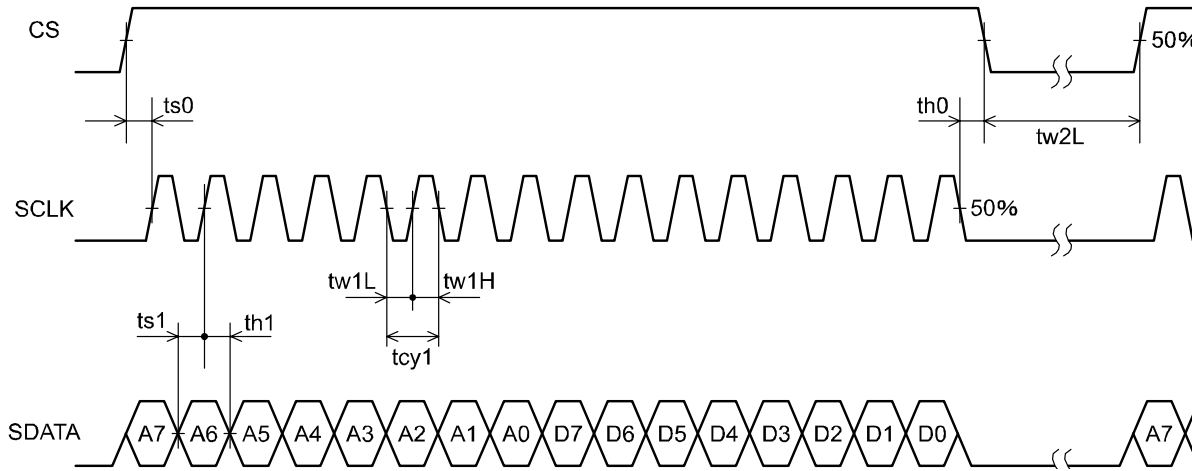 CS
50%
ts0
th0
tw2L
SCLK
50%
tw1L
tw1H
ts1
th1
tcy1
SDATA
A7 A6 A5 A4 A3 A2 A1 A0 D7 D6 D5 D4 D3 D2 D1 D0 A7